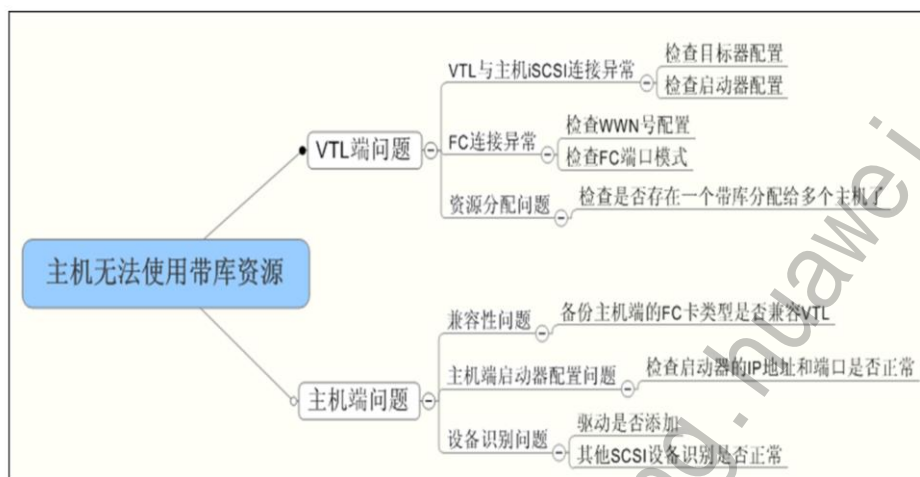 检查目标器配置
VTL与主机iSCSI连接异常
检查启动器配置
检查WWN号配置
VTL端问题
FC连接异常
检查FC端口模式
资源分配问题
检查是否存在一个带库分配给多个主机了
主机无法使用带库资源
兼容性问题
备份主机端的FC卡类型是否兼容VTL
主机端启动器配置问题
检查启动器的IP地址和端口是否正常
主机端问题
驱动是否添加
设备识别问题
其他SCSI设备识别是否正常
ng.huawei.